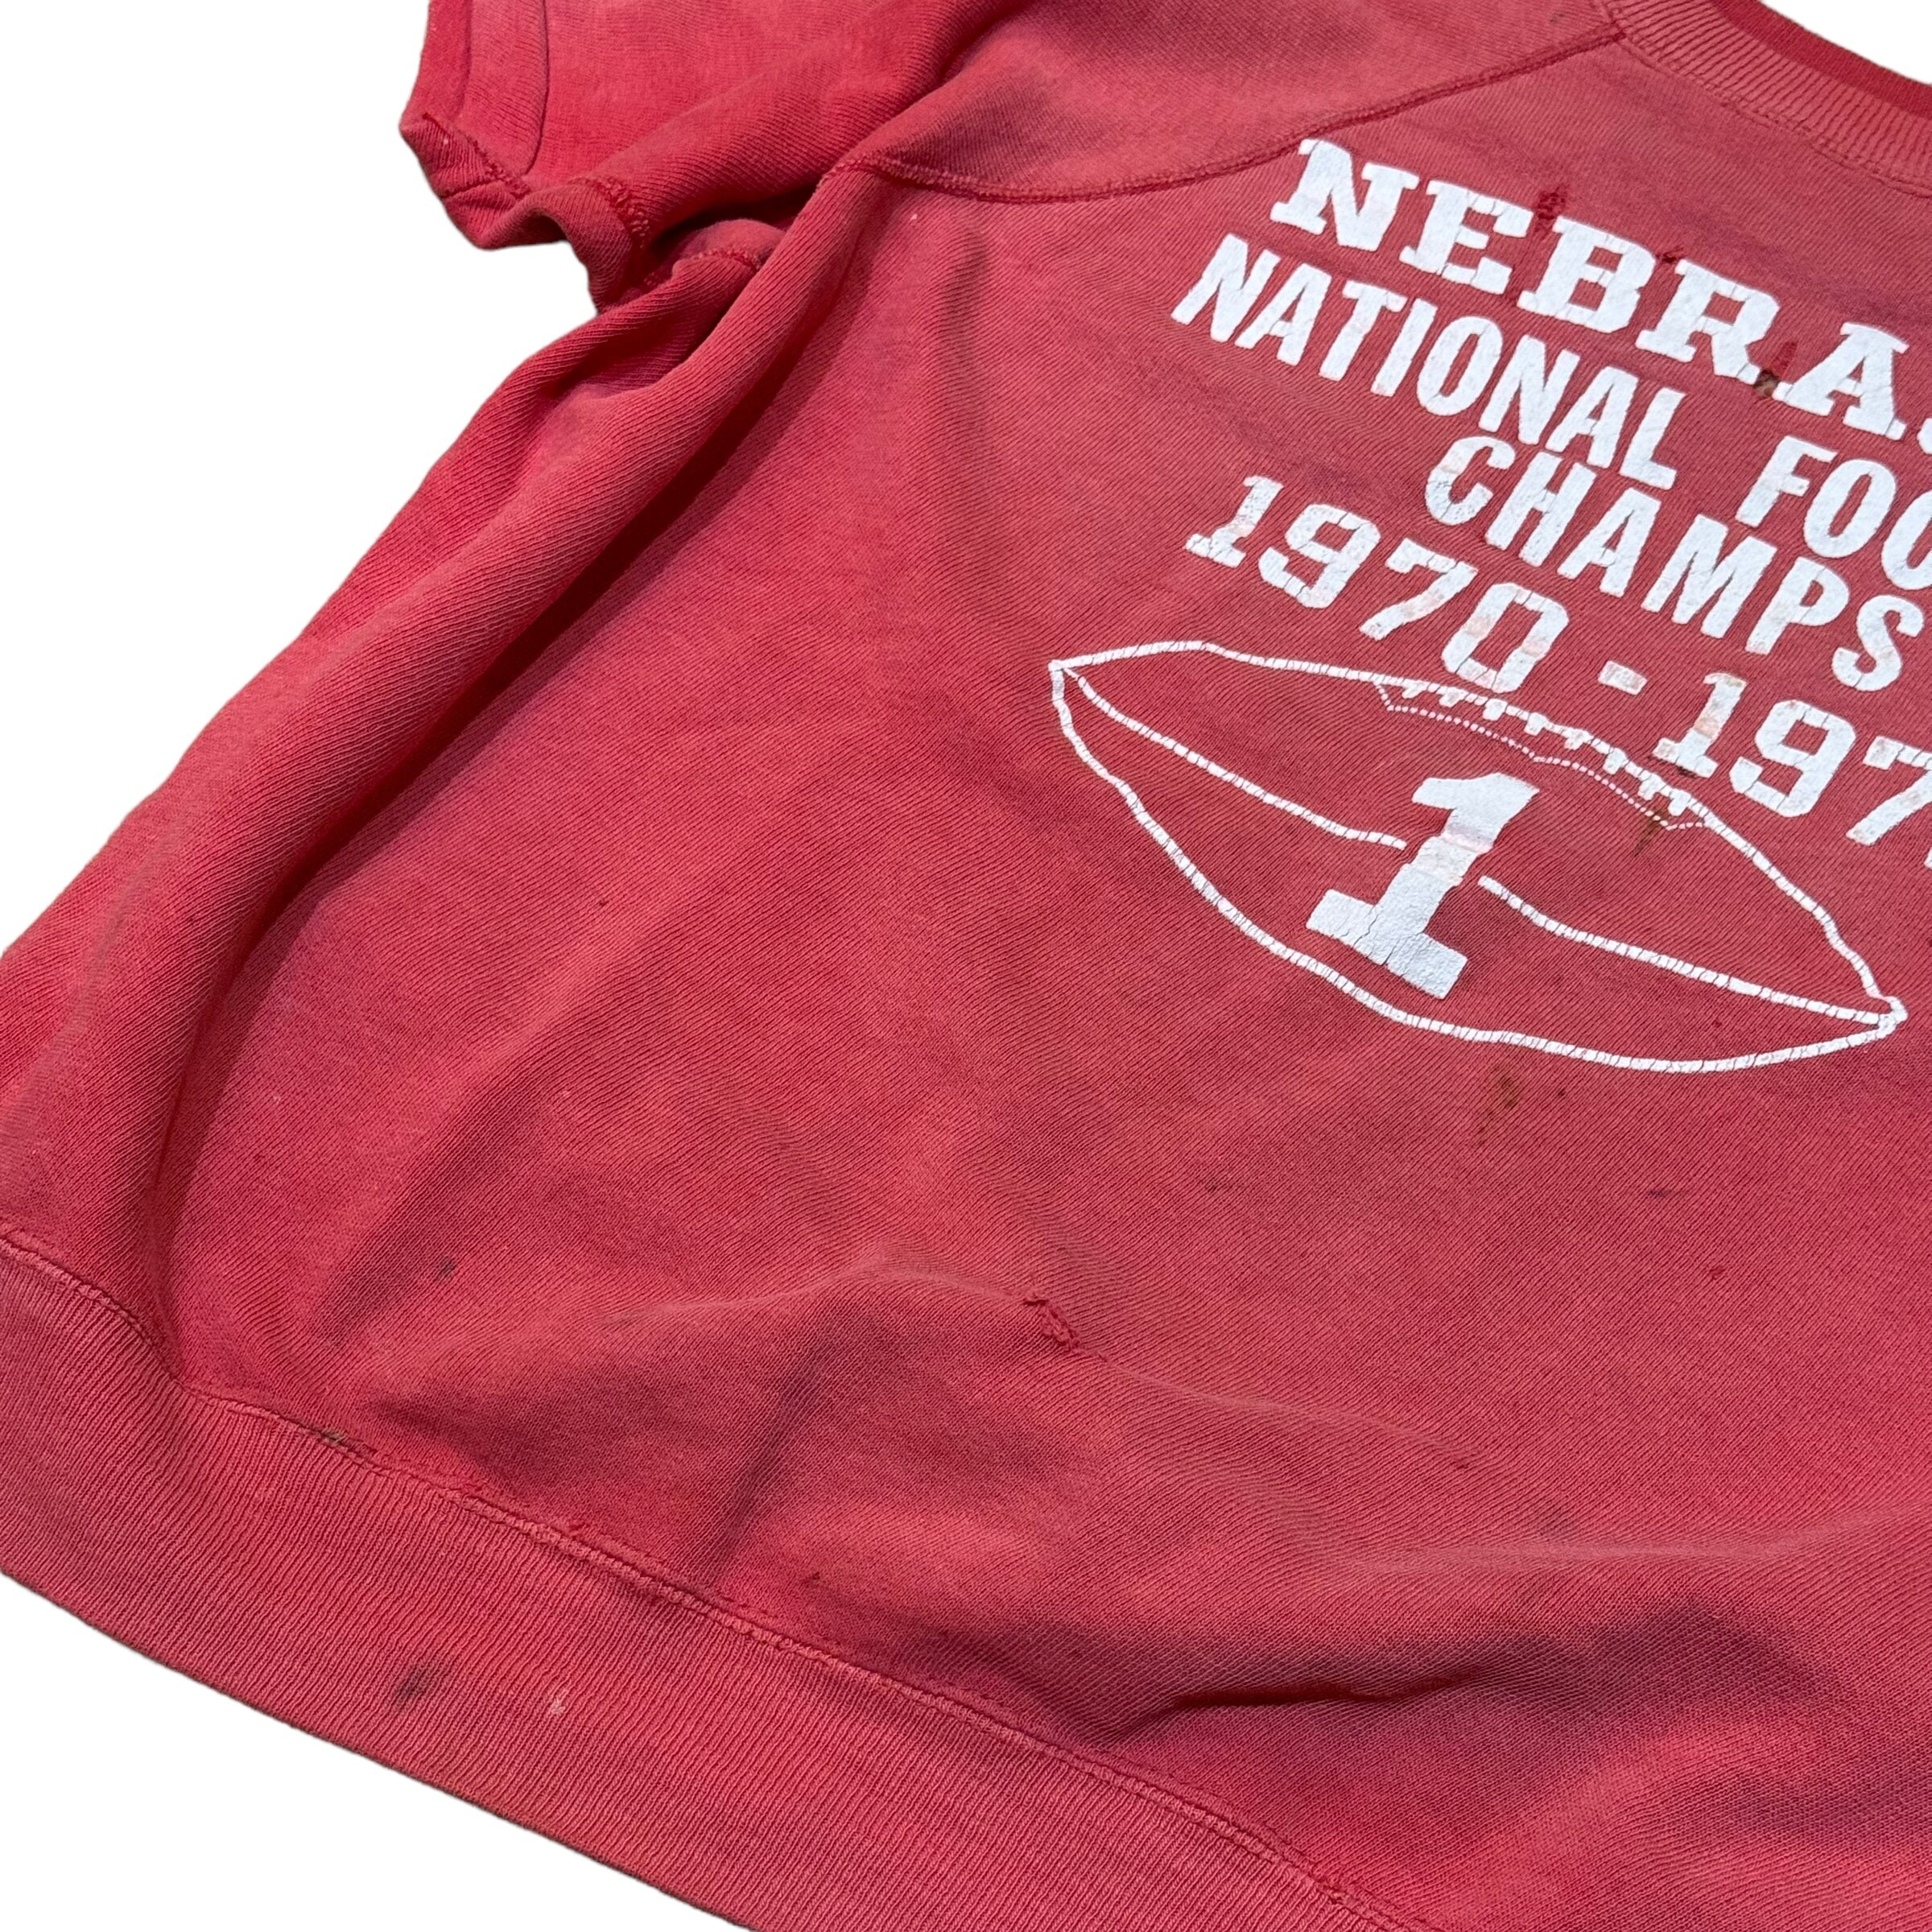 NEBRA
NATIONAL FOO
CHAMPS
1970-197
1